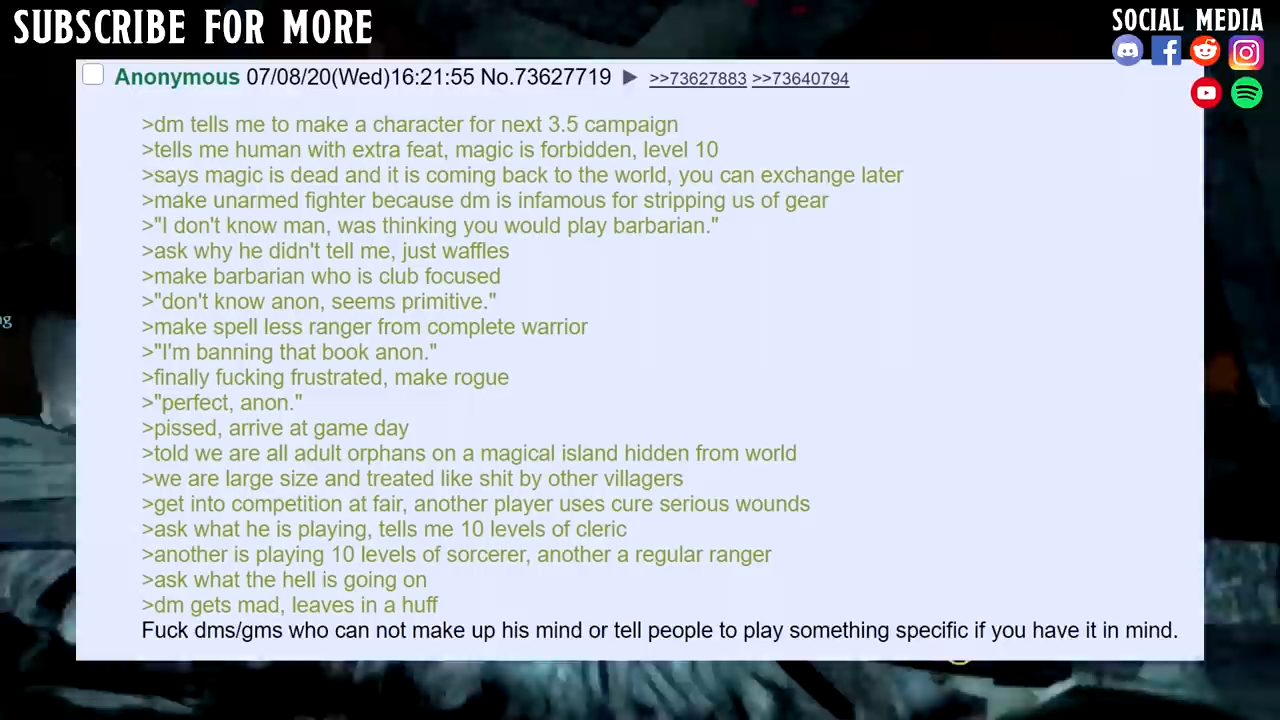 SUBSCRIBE FOR MORE
SOCIAL MEDIA
Anonymous 07/08/20(Wed)16:21:55 No.73627719 ▶ >>73627883 >>73640794
>dm tells me to make a character for next 3.5 campaign
>tells me human with extra feat, magic is forbidden, level 10
>says magic is dead and it is coming back to the world, you can exchange later
>make unarmed fighter because dm is infamous for stripping us of gear
>"I don't know man, was thinking you would play barbarian."
>ask why he didn't tell me, just waffles
>make barbarian who is club focused
>"don't know anon, seems primitive."
>make spell less ranger from complete warrior
>"I'm banning that book anon."
>finally fucking frustrated, make rogue
>"perfect, anon."
>pissed, arrive at game day
>told we are all adult orphans on a magical island hidden from world
>we are large size and treated like shit by other villagers
>get into competition at fair, another player uses cure serious wounds
>ask what he is playing, tells me 10 levels of cleric
>another is playing 10 levels of sorcerer, another a regular ranger
>ask what the hell is going on
>dm gets mad, leaves in a huff
Fuck dms/gms who can not make up his mind or tell people to play something specific if you have it in mind.